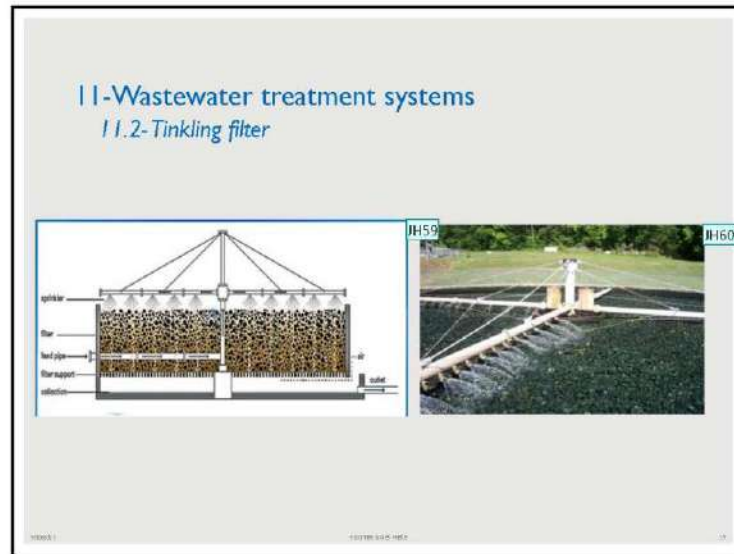 11-Wastewater treatment systems
11.2- Tinkling filter
JH59
JH60
sprinkler
filter
feed pipe
air
filter support
outlet
collection